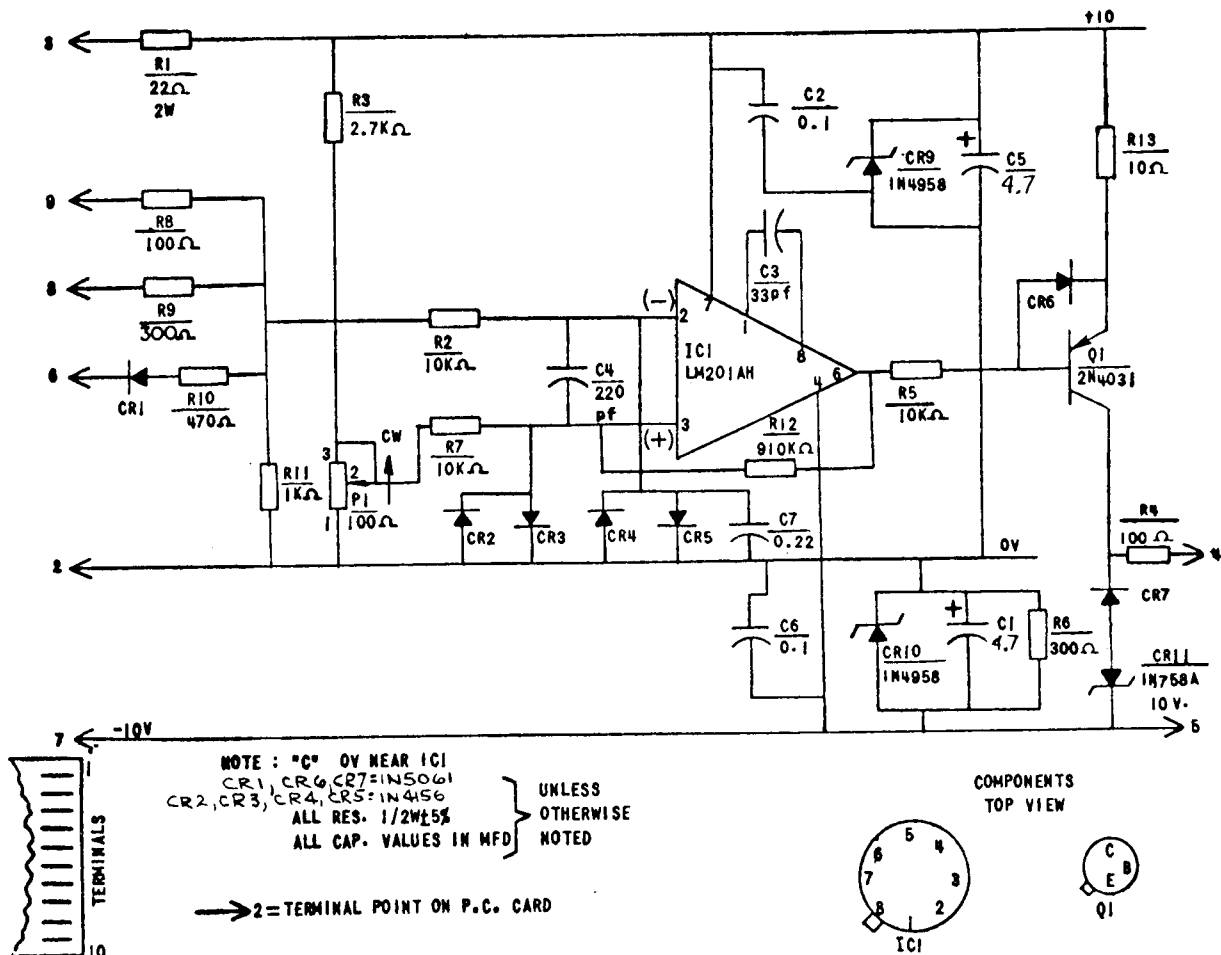 +10
3
R1
22Ω
2W
R3
2.7KΩ
C2
0.1
CR9
1N4958
+
C5
4.7
R13
10Ω
9
R8
100Ω
8
R9
300Ω
6
CR1
R10
470Ω
R2
10KΩ
(-)
2
7
1
C3
33pf
8
IC1
LM201AH
4
6
3
(+)
C4
220
pf
R5
10KΩ
CR6
Q1
2N4031
R12
910KΩ
R11
1KΩ
3
2
1
P1
100Ω
CW
R7
10KΩ
CR2
CR3
CR4
CR5
C7
0.22
R4
100Ω
2
0V
C6
0.1
CR10
1N4958
+
C1
4.7
R6
300Ω
CR7
CR11
1N758A
10V.
7
-10V
5
NOTE : "C" OV NEAR IC1
CR1, CR6, CR7=1N5061
CR2, CR3, CR4, CR5=1N4156
ALL RES. 1/2W±5%
ALL CAP. VALUES IN MFD
UNLESS
OTHERWISE
NOTED
2=TERMINAL POINT ON P.C. CARD
1
TERMINALS
10
COMPONENTS
TOP VIEW
5
6
4
7
3
8
1
2
IC1
C
B
E
Q1